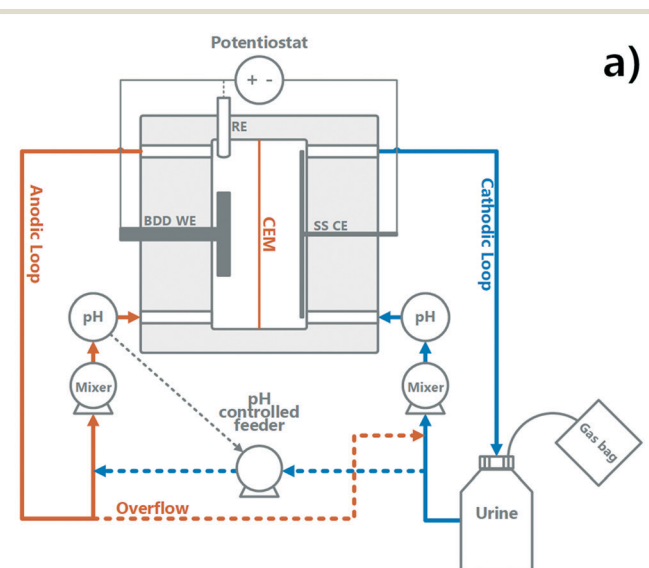 Potentiostat
a)
+ -
RE
BDD WE
CEM
SS CE
Anodic Loop
Cathodic Loop
pH
pH
Mixer
Mixer
pH
controlled
feeder
Gas bag
Overflow
Urine